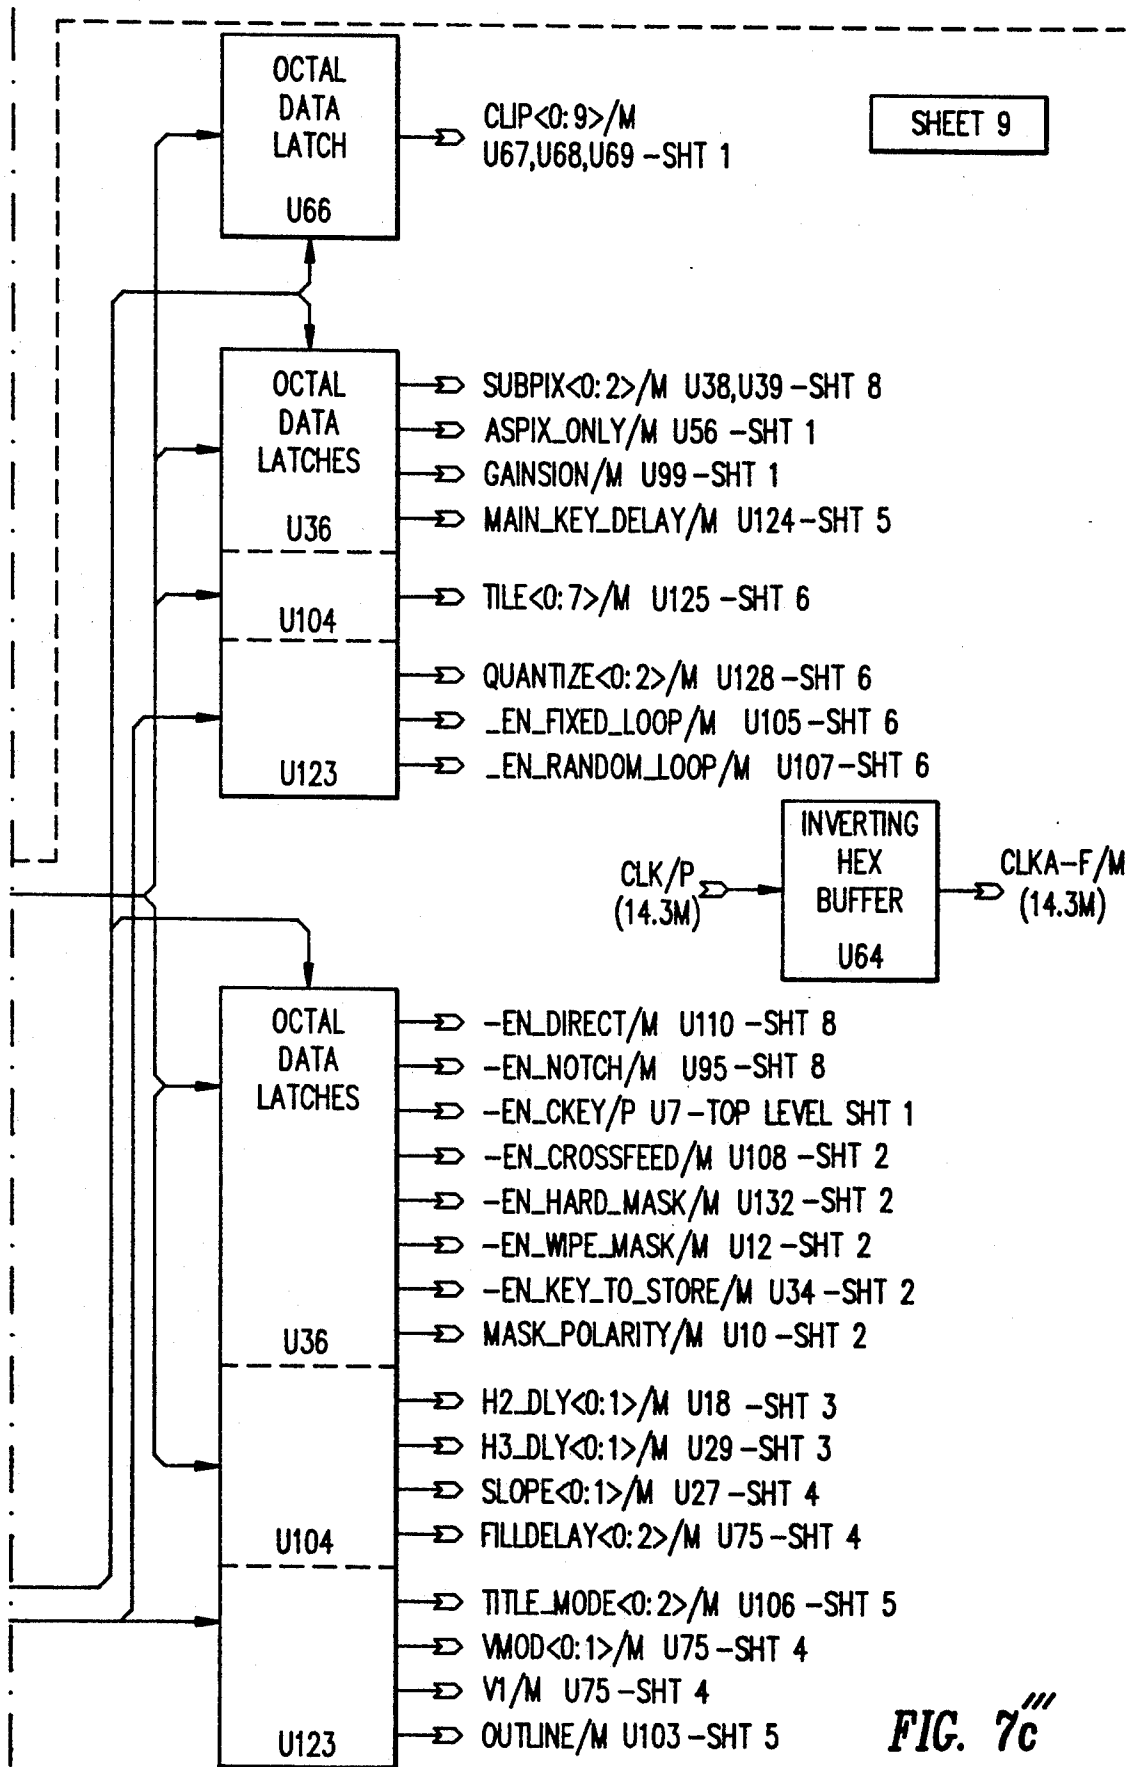 OCTAL
DATA
LATCH
U66
CLIP<0:9>/M
U67,U68,U69-SHT 1
SHEET 9
OCTAL
DATA
LATCHES
U36
SUBPIX<0:2>/M U38,U39-SHT 8
ASPIX_ONLY/M U56-SHT 1
GAINSION/M U99-SHT 1
MAIN_KEY_DELAY/M U124-SHT 5
U104
TILE<0:7>/M U125-SHT 6
U123
QUANTIZE<0:2>/M U128-SHT 6
_EN_FIXED_LOOP/M U105-SHT 6
_EN_RANDOM_LOOP/M U107-SHT 6
CLK/P
(14.3M)
INVERTING
HEX
BUFFER
U64
CLKA-F/M
(14.3M)
OCTAL
DATA
LATCHES
U36
-EN_DIRECT/M U110-SHT 8
-EN_NOTCH/M U95-SHT 8
-EN_CKEY/P U7-TOP LEVEL SHT 1
-EN_CROSSFEED/M U108-SHT 2
-EN_HARD_MASK/M U132-SHT 2
-EN_WIPE_MASK/M U12-SHT 2
-EN_KEY_TO_STORE/M U34-SHT 2
MASK_POLARITY/M U10-SHT 2
U104
H2_DLY<0:1>/M U18-SHT 3
H3_DLY<0:1>/M U29-SHT 3
SLOPE<0:1>/M U27-SHT 4
FILLDELAY<0:2>/M U75-SHT 4
U123
TITLE_MODE<0:2>/M U106-SHT 5
VMOD<0:1>/M U75-SHT 4
V1/M U75-SHT 4
OUTLINE/M U103-SHT 5
FIG. 7c'''